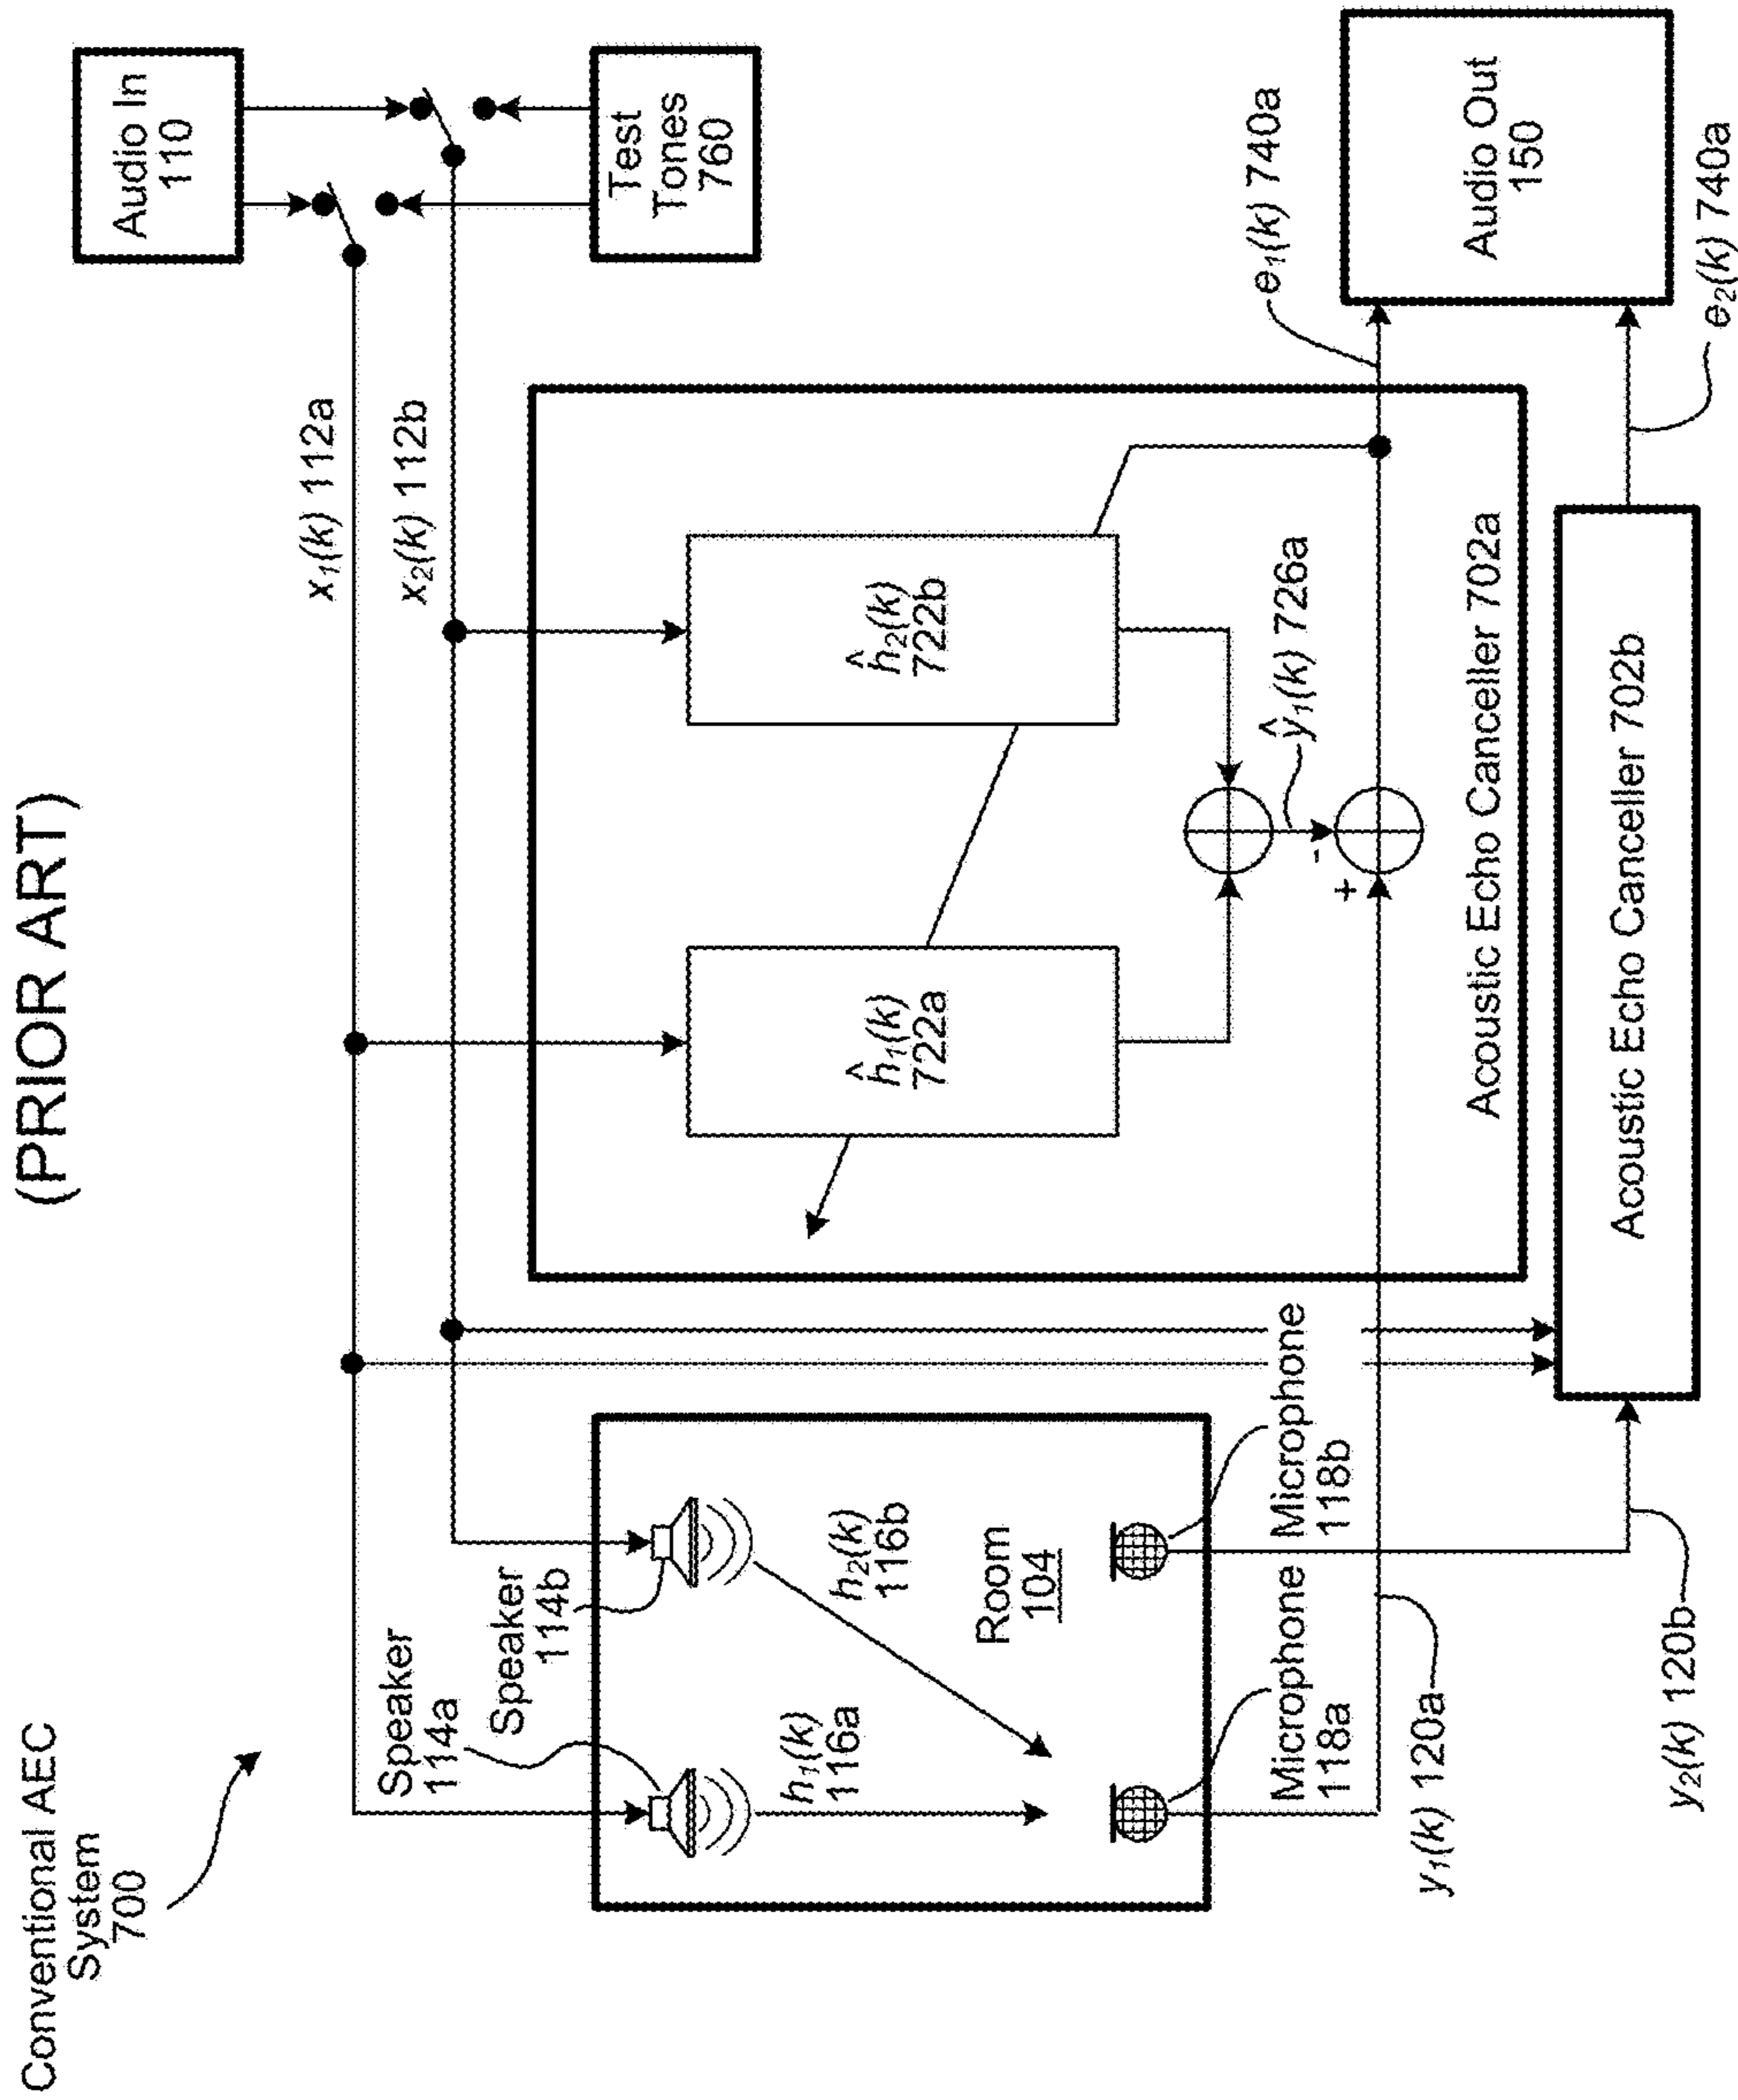 (PRIOR ART)
Conventional AEC
System
700
Audio In
110
Test
Tones
760
x₁(k) 112a
x₂(k) 112b
Speaker
114a
Speaker
114b
h₁(k)
116a
h₂(k)
116b
Room
104
Microphone
118a
Microphone
118b
ĥ₁(k)
722a
ĥ₂(k)
722b
ŷ₁(k) 726a
+
-
Acoustic Echo Canceller 702a
Acoustic Echo Canceller 702b
y₁(k) 120a
y₂(k) 120b
e₁(k) 740a
e₂(k) 740a
Audio Out
150